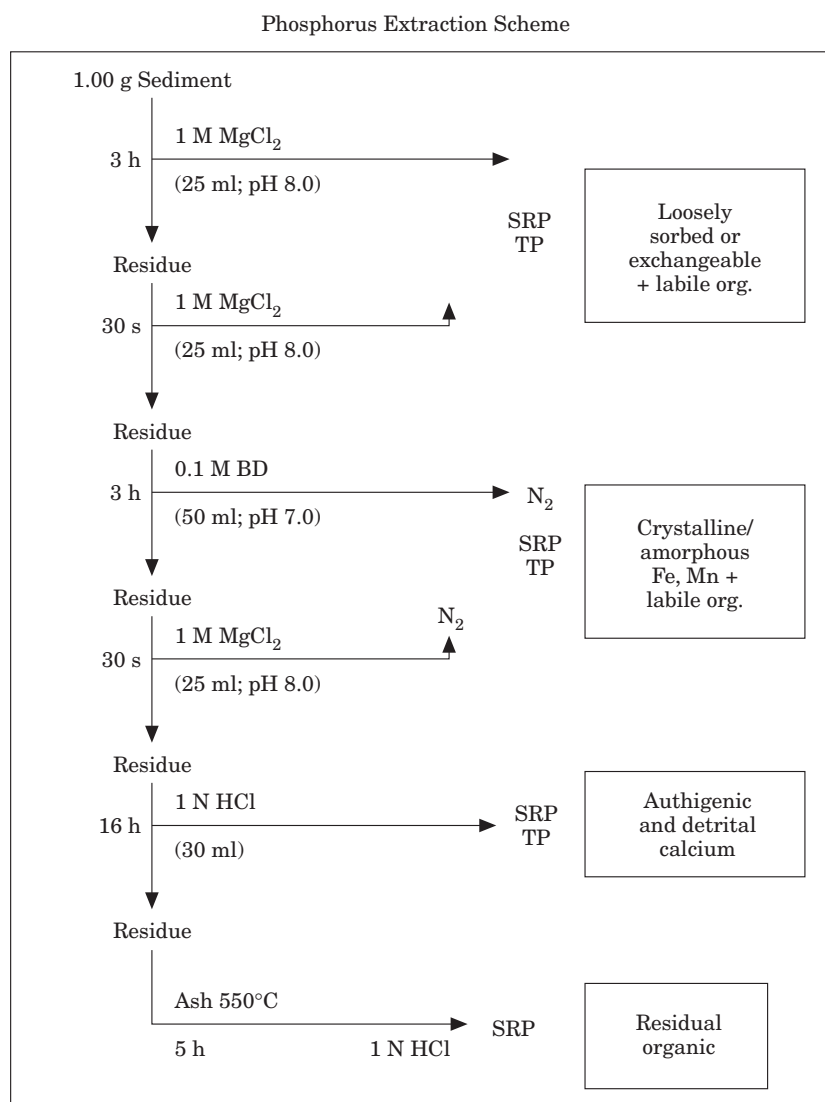 Phosphorus Extraction Scheme
1.00 g Sediment
1 M MgCl₂
3 h
(25 ml; pH 8.0)
SRP
TP
Loosely
sorbed or
exchangeable
+ labile org.
Residue
1 M MgCl₂
30 s
(25 ml; pH 8.0)
Residue
0.1 M BD
3 h
N₂
(50 ml; pH 7.0)
SRP
TP
Crystalline/
amorphous
Fe, Mn +
labile org.
Residue
N₂
1 M MgCl₂
30 s
(25 ml; pH 8.0)
Residue
1 N HCl
16 h
SRP
TP
(30 ml)
Authigenic
and detrital
calcium
Residue
Ash 550°C
SRP
5 h
1 N HCl
Residual
organic